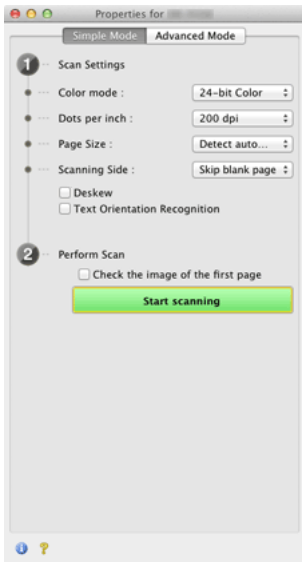 Properties for
Simple Mode Advanced Mode
1 Scan Settings
Color mode : 24-bit Color
Dots per inch : 200 dpi
Page Size : Detect auto...
Scanning Side : Skip blank page
Deskew
Text Orientation Recognition
2 Perform Scan
Check the image of the first page
Start scanning